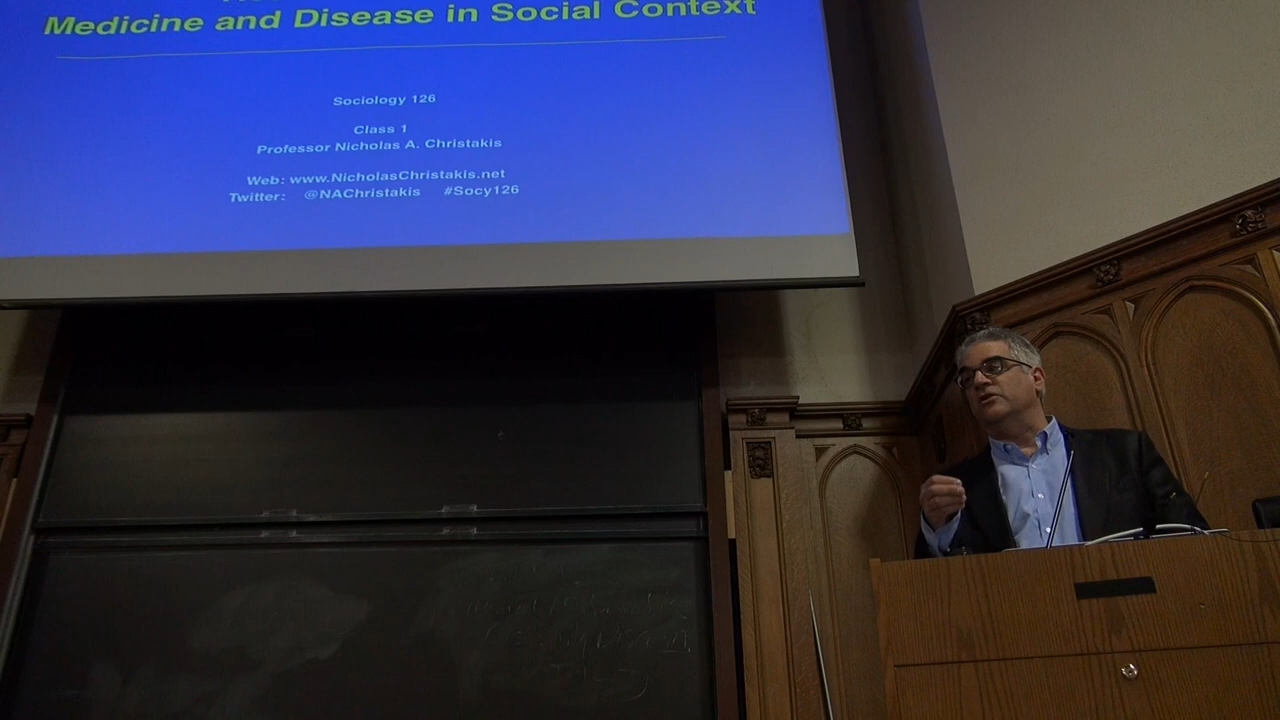 Medicine and Disease in Social Context
Sociology 126
Class 1
Professor Nicholas A. Christakis
Web: www.NicholasChristakis.net
Twitter: @NAChristakis #Socy126